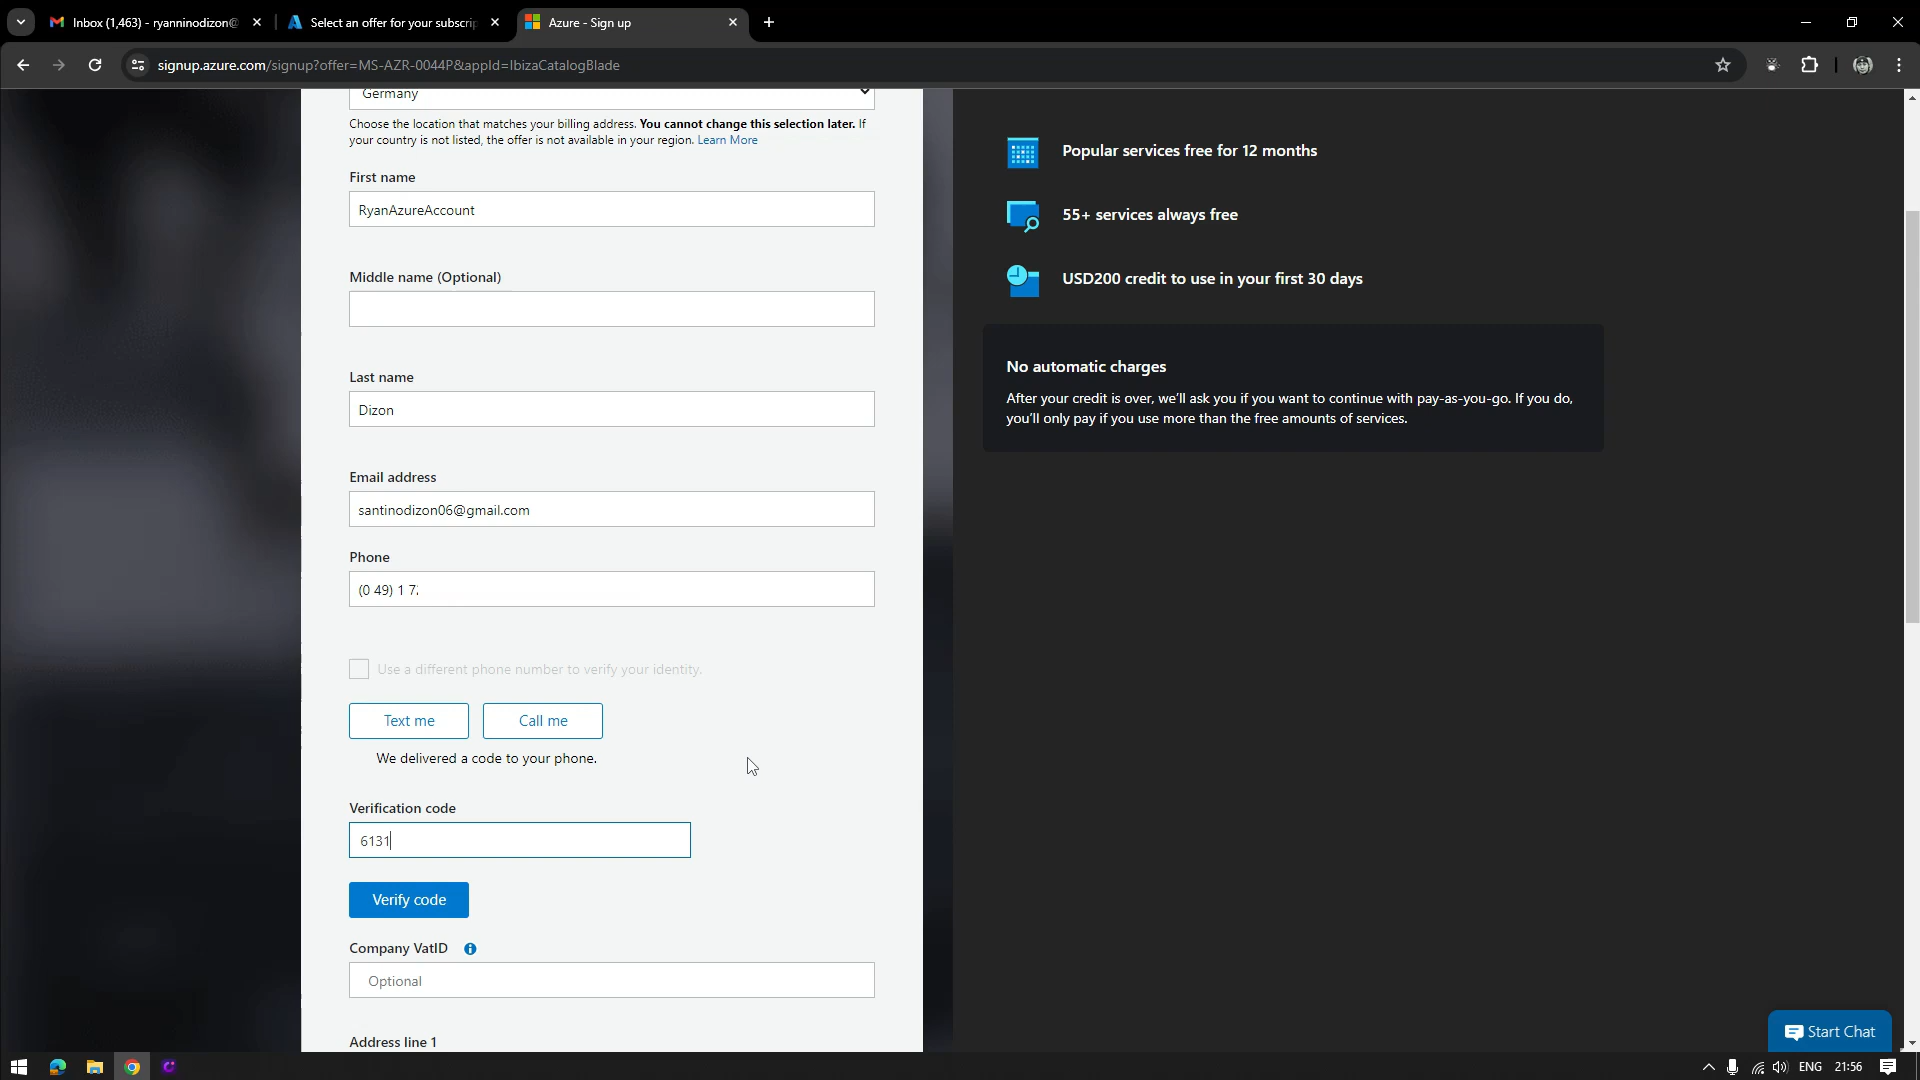 Inbox (1,463) - ryanninodizon@
Select an offer for your subscrip
Azure - Sign up
signup.azure.com/signup?offer=MS-AZR-0044P&appId=IbizaCatalogBlade
Germany
Choose the location that matches your billing address. You cannot change this selection later. If
your country is not listed, the offer is not available in your region. Learn More
First name
RyanAzureAccount
Middle name (Optional)
Last name
Dizon
Email address
santinodizon06@gmail.com
Phone
(0 49) 1 7
Use a different phone number to verify your identity.
Text me
Call me
We delivered a code to your phone.
Verification code
6131
Verify code
Company VatID
Optional
Address line 1
Popular services free for 12 months
55+ services always free
USD200 credit to use in your first 30 days
No automatic charges
After your credit is over, we'll ask you if you want to continue with pay-as-you-go. If you do,
you'll only pay if you use more than the free amounts of services.
Start Chat
ENG
21:56